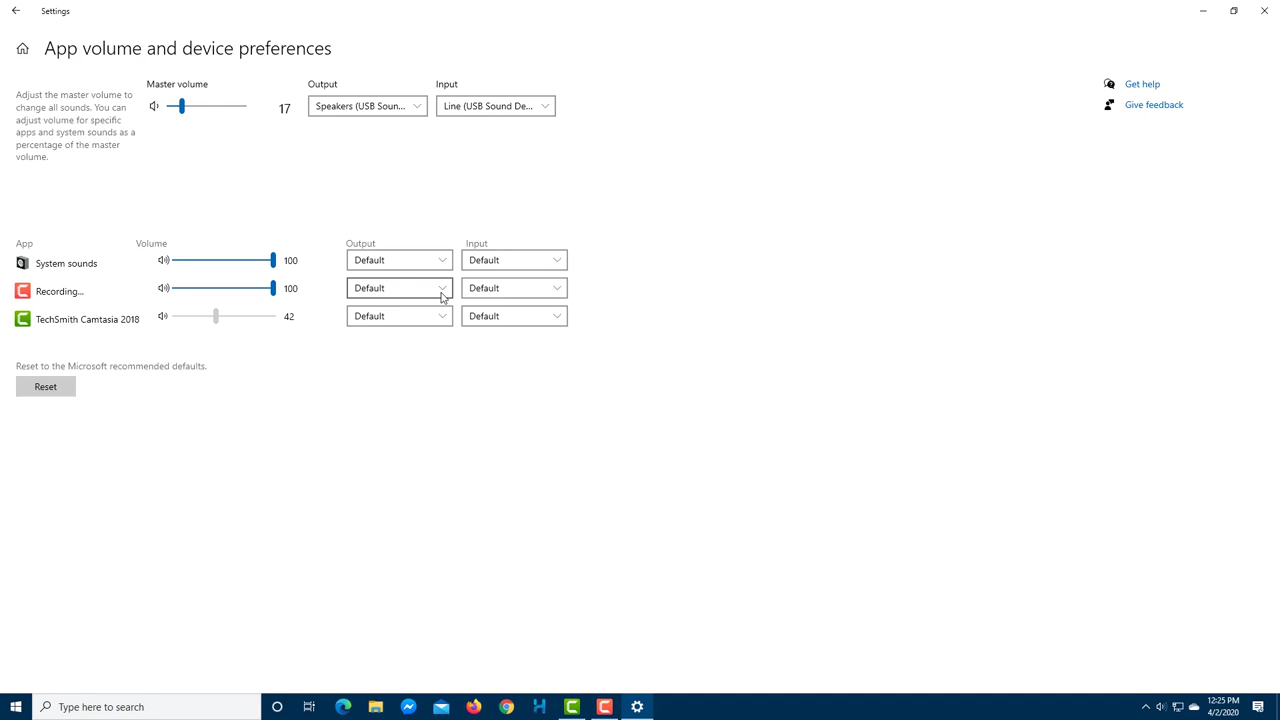 Settings
App volume and device preferences
Adjust the master volume to
change all sounds. You can
adjust volume for specific
apps and system sounds as a
percentage of the master
volume.
Master volume
17
Output
Speakers (USB Soun...
Input
Line (USB Sound De...
Get help
Give feedback
App Volume Output Input
System sounds 100 Default Default
Recording... 100 Default Default
TechSmith Camtasia 2018 42 Default Default
Reset to the Microsoft recommended defaults.
Reset
Type here to search
12:25 PM
4/2/2020